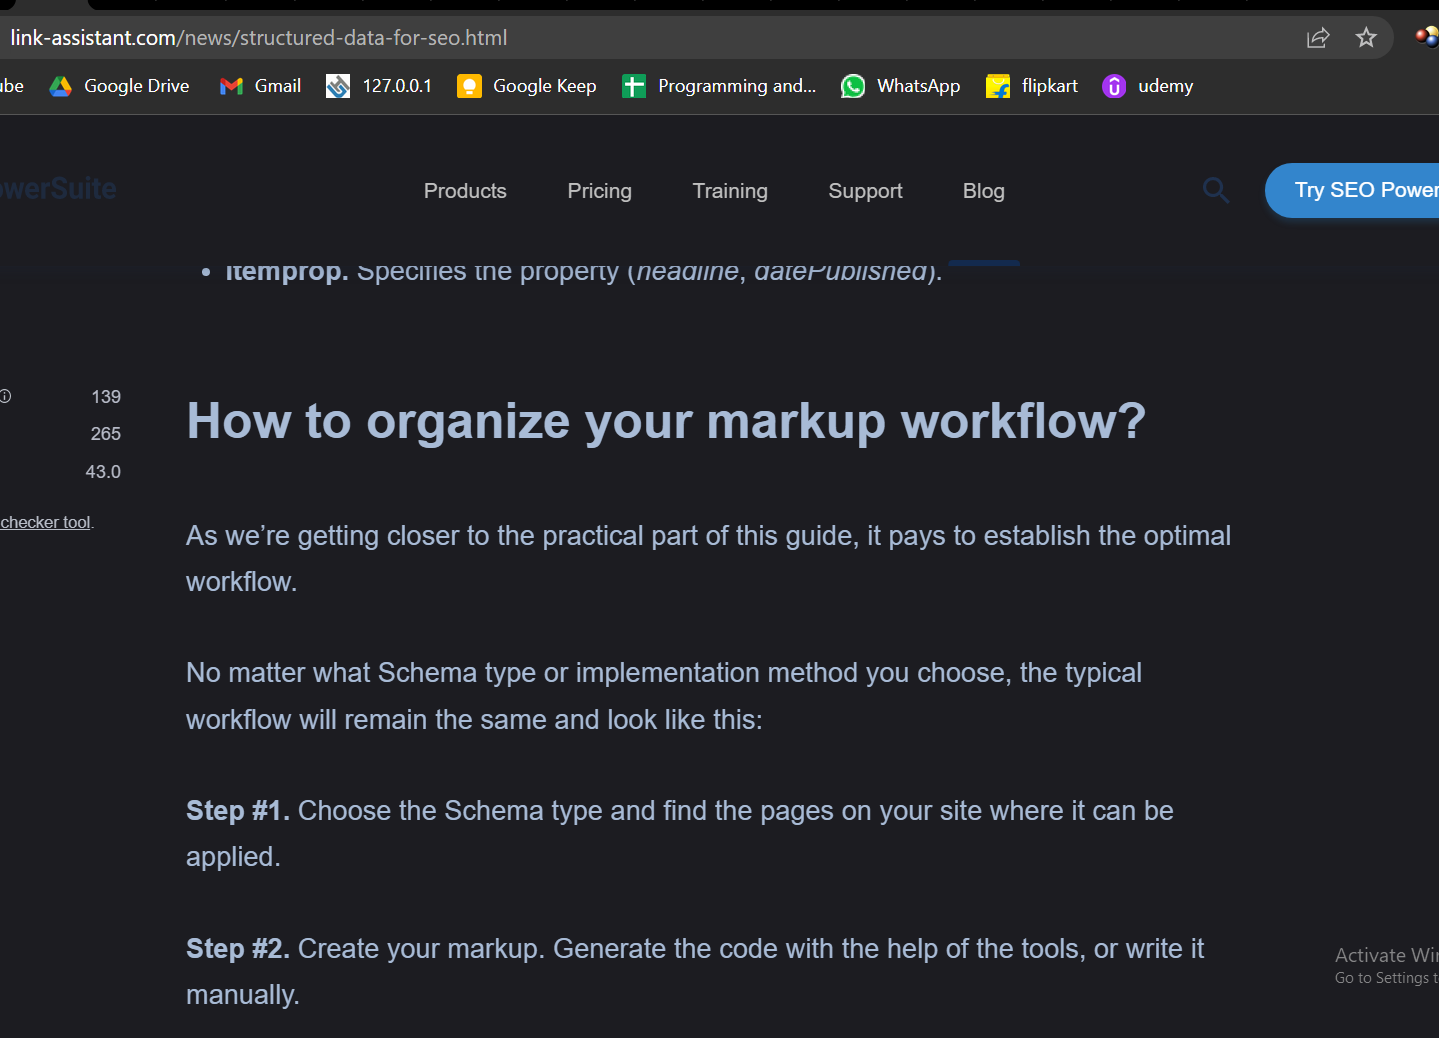 link-assistant.com/news/structured-data-for-seo.html
Google Drive Gmail 127.0.0.1 Google Keep Programming and... WhatsApp flipkart udemy
Products Pricing Training Support Blog Try SEO Power
• itemprop. Specifies the property (headline, datePublished).
139
265
43.0
checker tool.
How to organize your markup workflow?
As we’re getting closer to the practical part of this guide, it pays to establish the optimal
workflow.
No matter what Schema type or implementation method you choose, the typical
workflow will remain the same and look like this:
Step #1. Choose the Schema type and find the pages on your site where it can be
applied.
Step #2. Create your markup. Generate the code with the help of the tools, or write it
manually.
Activate
Go to Settings